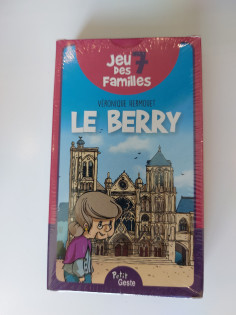 Jeu 7
Des
Familles
VÉRONIQUE HERMOUET
LE BERRY
Petit
Geste